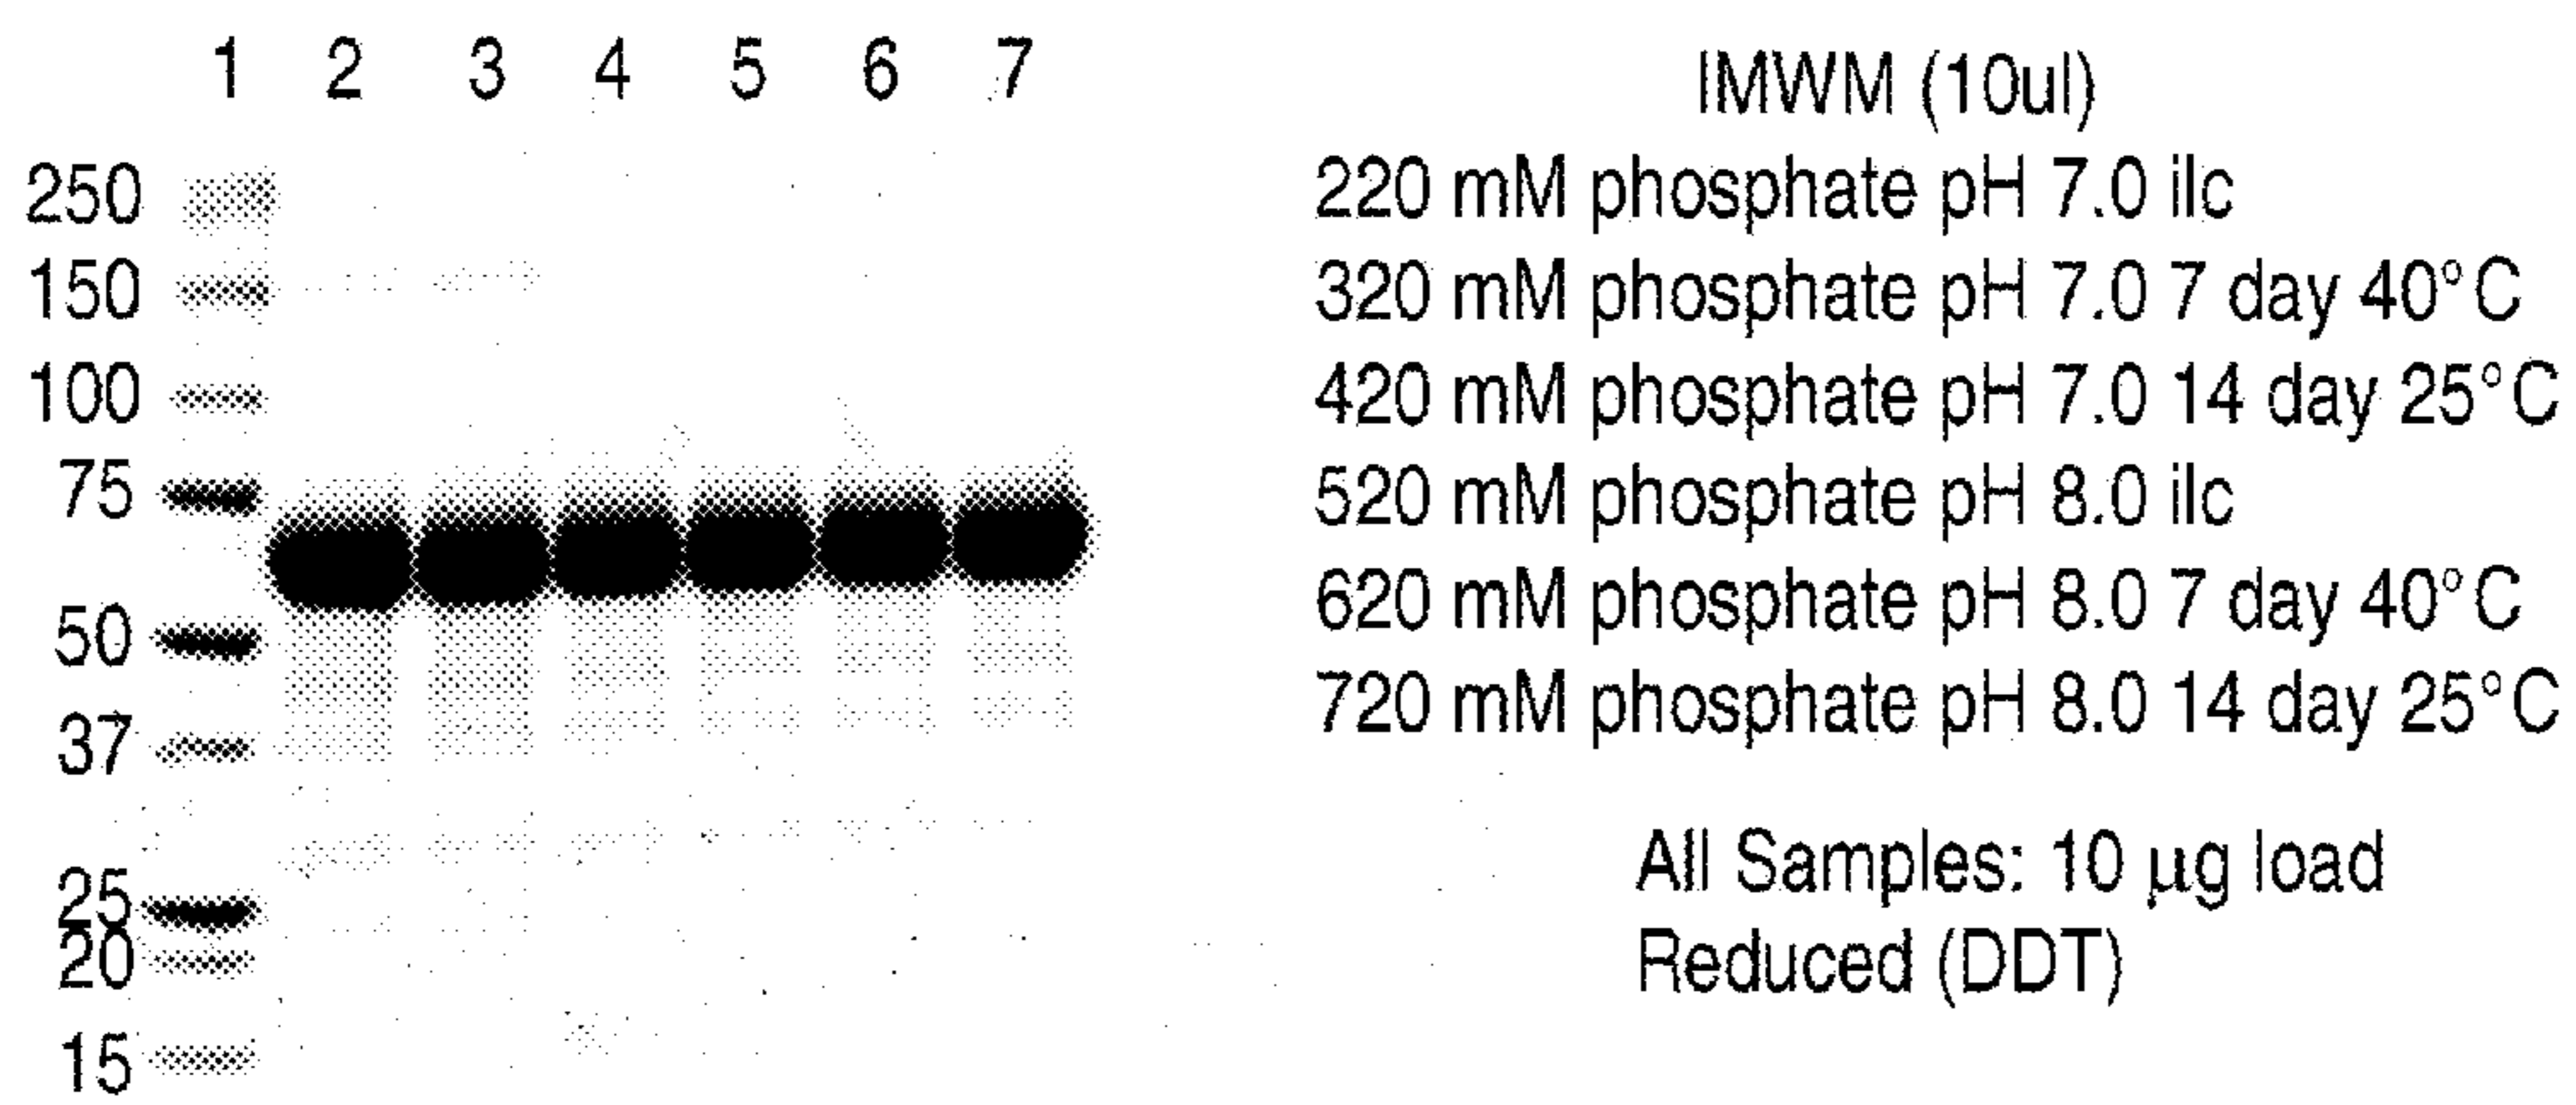 1 2 3 4 5 6 7
250
150
100
75
50
37
25
20
15
IMWM (10ul)
220 mM phosphate pH 7.0 ilc
320 mM phosphate pH 7.0 7 day 40°C
420 mM phosphate pH 7.0 14 day 25°C
520 mM phosphate pH 8.0 ilc
620 mM phosphate pH 8.0 7 day 40°C
720 mM phosphate pH 8.0 14 day 25°C
All Samples: 10 µg load
Reduced (DDT)